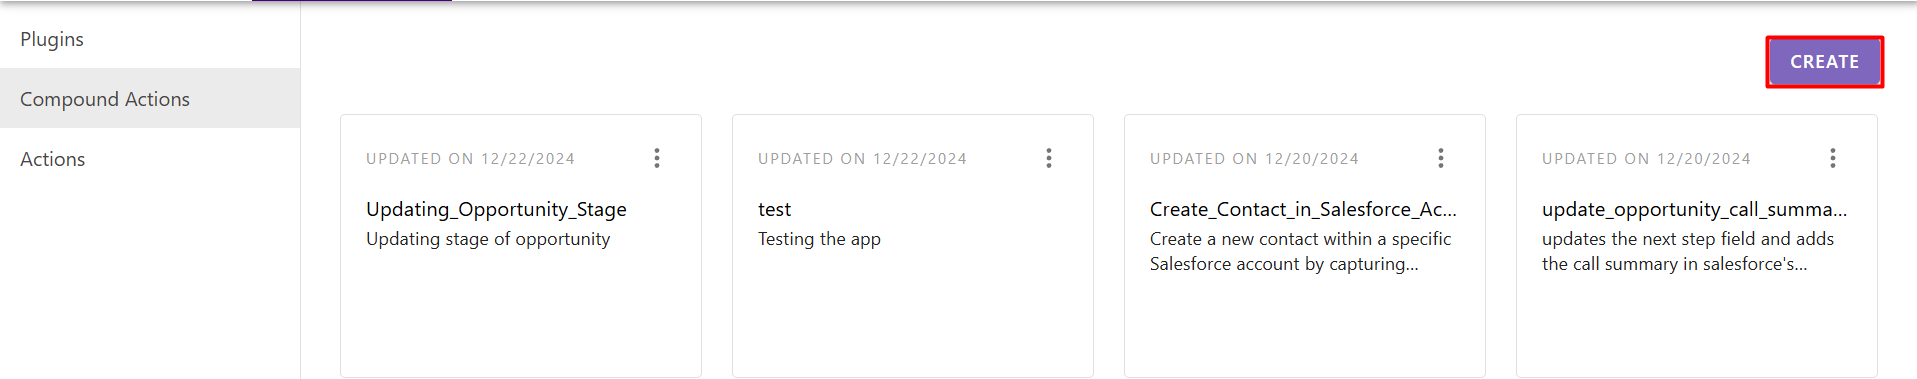 Plugins
Compound Actions
Actions
CREATE
UPDATED ON 12/22/2024
Updating_Opportunity_Stage
Updating stage of opportunity
UPDATED ON 12/22/2024
test
Testing the app
UPDATED ON 12/20/2024
Create_Contact_in_Salesforce_Ac...
Create a new contact within a specific
Salesforce account by capturing...
UPDATED ON 12/20/2024
update_opportunity_call_summa...
updates the next step field and adds
the call summary in salesforce's...